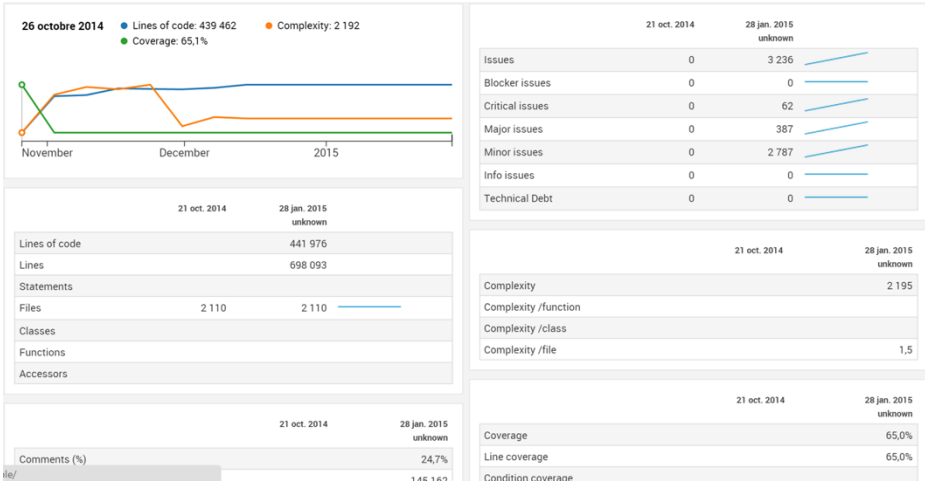 26 octobre 2014 Lines of code: 439 462 Complexity: 2 192
Coverage: 65,1%
November December 2015
21 oct. 2014 28 jan. 2015
unknown
Lines of code 441 976
Lines 698 093
Statements
Files 2 110 2 110
Classes
Functions
Accessors
21 oct. 2014 28 jan. 2015
unknown
Comments (%) 24,7%
ple/
145 162
21 oct. 2014 28 jan. 2015
unknown
Issues 0 3 236
Blocker issues 0 0
Critical issues 0 62
Major issues 0 387
Minor issues 0 2 787
Info issues 0 0
Technical Debt 0 0
21 oct. 2014 28 jan. 2015
unknown
Complexity 2 195
Complexity /function
Complexity /class
Complexity /file 1,5
21 oct. 2014 28 jan. 2015
unknown
Coverage 65,0%
Line coverage 65,0%
Condition coverage